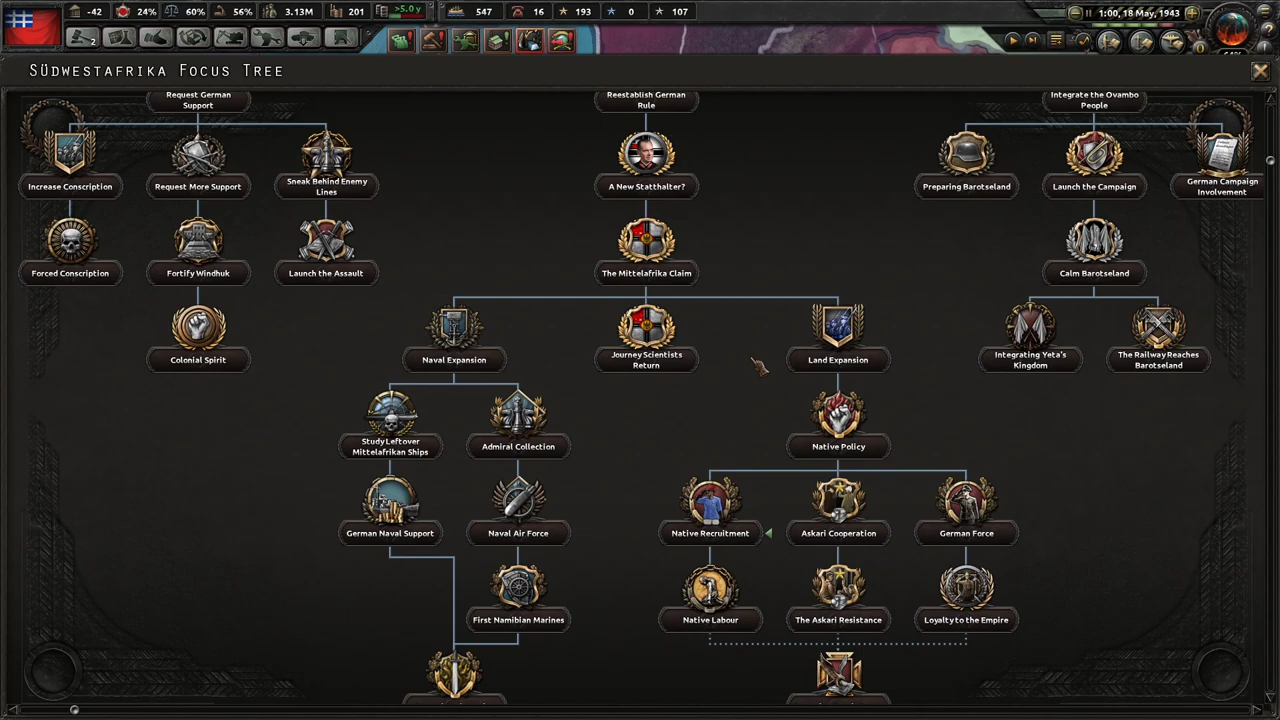 -42 24% 60% 56% 3.13M 201 >5.0 y 547 16 193 0 107 1:00, 18 May, 1943
2
SÜDWESTAFRIKA FOCUS TREE
Request German
Support
Reestablish German
Rule
Integrate the Ovambo
People
Increase Conscription
Request More Support
Sneak Behind Enemy
Lines
A New Statthalter?
Preparing Barotseland
Launch the Campaign
German Campaign
Involvement
Forced Conscription
Fortify Windhuk
Launch the Assault
The Mittelafrika Claim
Calm Barotseland
Colonial Spirit
Naval Expansion
Journey Scientists
Return
Land Expansion
Integrating Yeta's
Kingdom
The Railway Reaches
Barotseland
Study Leftover
Mittelafrikan Ships
Admiral Collection
Native Policy
German Naval Support
Naval Air Force
Native Recruitment
Askari Cooperation
German Force
First Namibian Marines
Native Labour
The Askari Resistance
Loyalty to the Empire